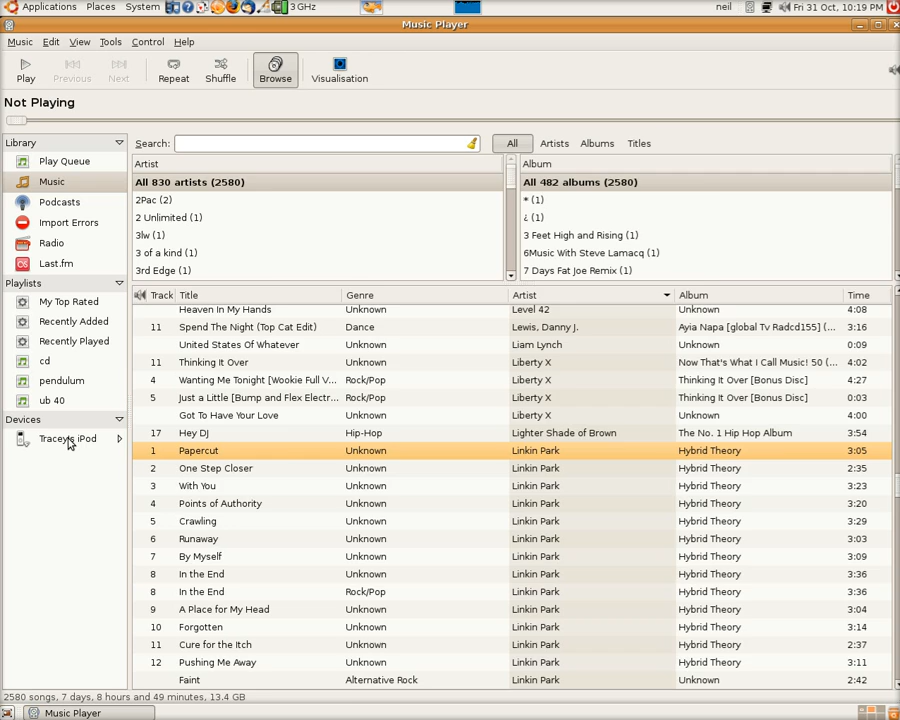 Applications Places System 3 GHz neil Fri 31 Oct, 10:19 PM
Music Player
Music Edit View Tools Control Help
Play Previous Next Repeat Shuffle Browse Visualisation
Not Playing
Library
Play Queue
Music
Podcasts
Import Errors
Radio
Last.fm
Playlists
My Top Rated
Recently Added
Recently Played
cd
pendulum
ub 40
Devices
Tracey's iPod
Search: All Artists Albums Titles
Artist
All 830 artists (2580)
2Pac (2)
2 Unlimited (1)
3lw (1)
3 of a kind (1)
3rd Edge (1)
Album
All 482 albums (2580)
* (1)
¿ (1)
3 Feet High and Rising (1)
6Music With Steve Lamacq (1)
7 Days Fat Joe Remix (1)
Track Title Genre Artist Album Time
Heaven In My Hands Unknown Level 42 Unknown 4:08
11 Spend The Night (Top Cat Edit) Dance Lewis, Danny J. Ayia Napa [global Tv Radcd155] (... 3:16
United States Of Whatever Unknown Liam Lynch Unknown 0:09
11 Thinking It Over Unknown Liberty X Now That's What I Call Music! 50 (... 4:02
4 Wanting Me Tonight [Wookie Full V... Rock/Pop Liberty X Thinking It Over [Bonus Disc] 4:27
5 Just a Little [Bump and Flex Electr... Rock/Pop Liberty X Thinking It Over [Bonus Disc] 0:03
Got To Have Your Love Unknown Liberty X Unknown 4:00
17 Hey DJ Hip-Hop Lighter Shade of Brown The No. 1 Hip Hop Album 3:54
1 Papercut Unknown Linkin Park Hybrid Theory 3:05
2 One Step Closer Unknown Linkin Park Hybrid Theory 2:35
3 With You Unknown Linkin Park Hybrid Theory 3:23
4 Points of Authority Unknown Linkin Park Hybrid Theory 3:20
5 Crawling Unknown Linkin Park Hybrid Theory 3:29
6 Runaway Unknown Linkin Park Hybrid Theory 3:03
7 By Myself Unknown Linkin Park Hybrid Theory 3:09
8 In the End Unknown Linkin Park Hybrid Theory 3:36
8 In the End Rock/Pop Linkin Park Hybrid Theory 3:36
9 A Place for My Head Unknown Linkin Park Hybrid Theory 3:04
10 Forgotten Unknown Linkin Park Hybrid Theory 3:14
11 Cure for the Itch Unknown Linkin Park Hybrid Theory 2:37
12 Pushing Me Away Unknown Linkin Park Hybrid Theory 3:11
Faint Alternative Rock Linkin Park Unknown 2:42
2580 songs, 7 days, 8 hours and 49 minutes, 13.4 GB
Music Player